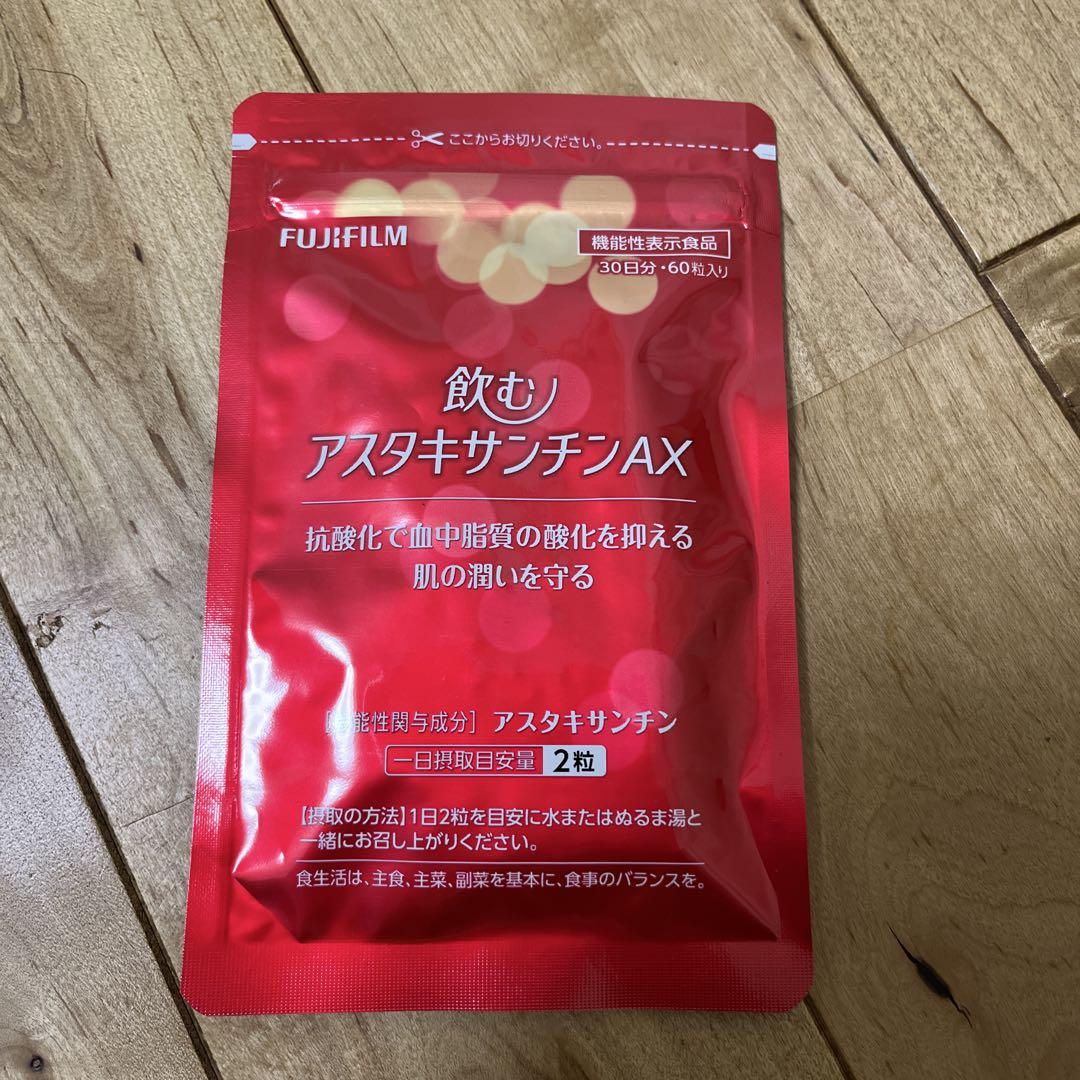 ここからお切りください。
FUJIFILM
機能性表示食品
30日分・60粒入り
飲む
アスタキサンチンAX
抗酸化で血中脂質の酸化を抑える
肌の潤いを守る
[機能性関与成分] アスタキサンチン
一日摂取目安量 2粒
【摂取の方法】1日2粒を目安に水またはぬるま湯と
一緒にお召し上がりください。
食生活は、主食、主菜、副菜を基本に、食事のバランスを。